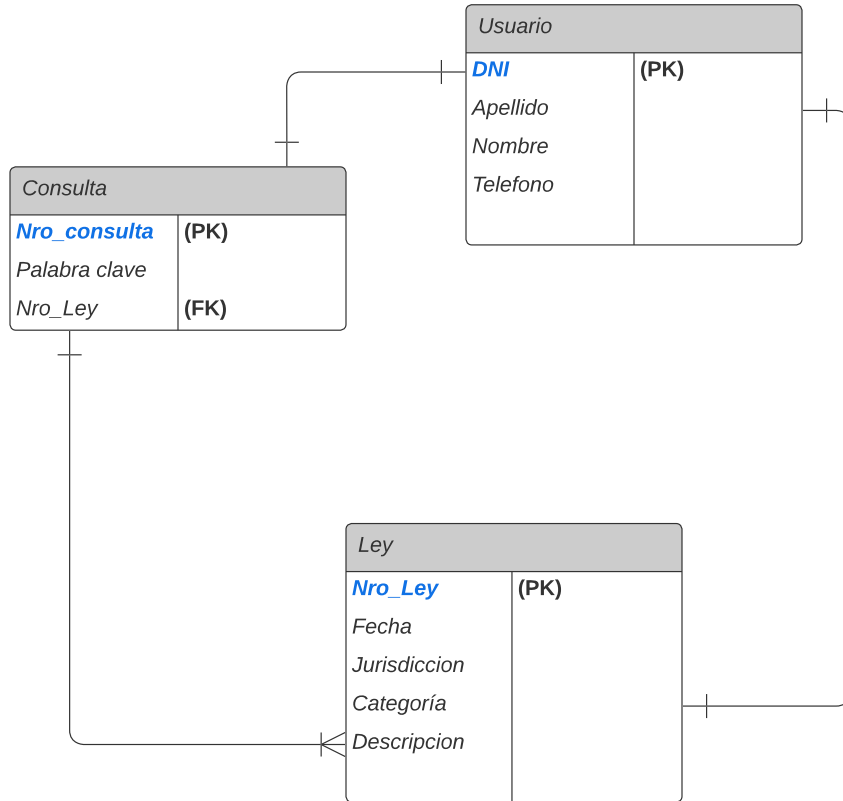 Usuario
DNI (PK)
Apellido
Nombre
Telefono
Consulta
Nro_consulta (PK)
Palabra clave
Nro_Ley (FK)
Ley
Nro_Ley (PK)
Fecha
Jurisdiccion
Categoría
Descripcion